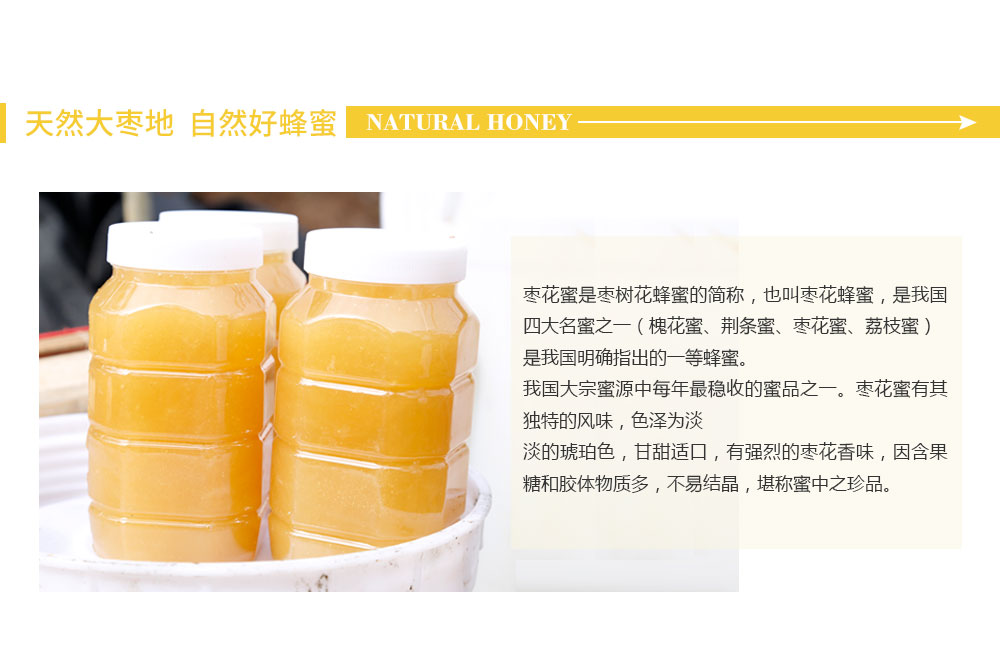 天然大枣地 自然好蜂蜜 NATURAL HONEY
枣花蜜是枣树花蜂蜜的简称，也叫枣花蜂蜜，是我国
四大名蜜之一（槐花蜜、荆条蜜、枣花蜜、荔枝蜜）
是我国明确指出的一等蜂蜜。
我国大宗蜜源中每年最稳收的蜜品之一。枣花蜜有其
独特的风味，色泽为淡
淡的琥珀色，甘甜适口，有强烈的枣花香味，因含果
糖和胶体物质多，不易结晶，堪称蜜中之珍品。